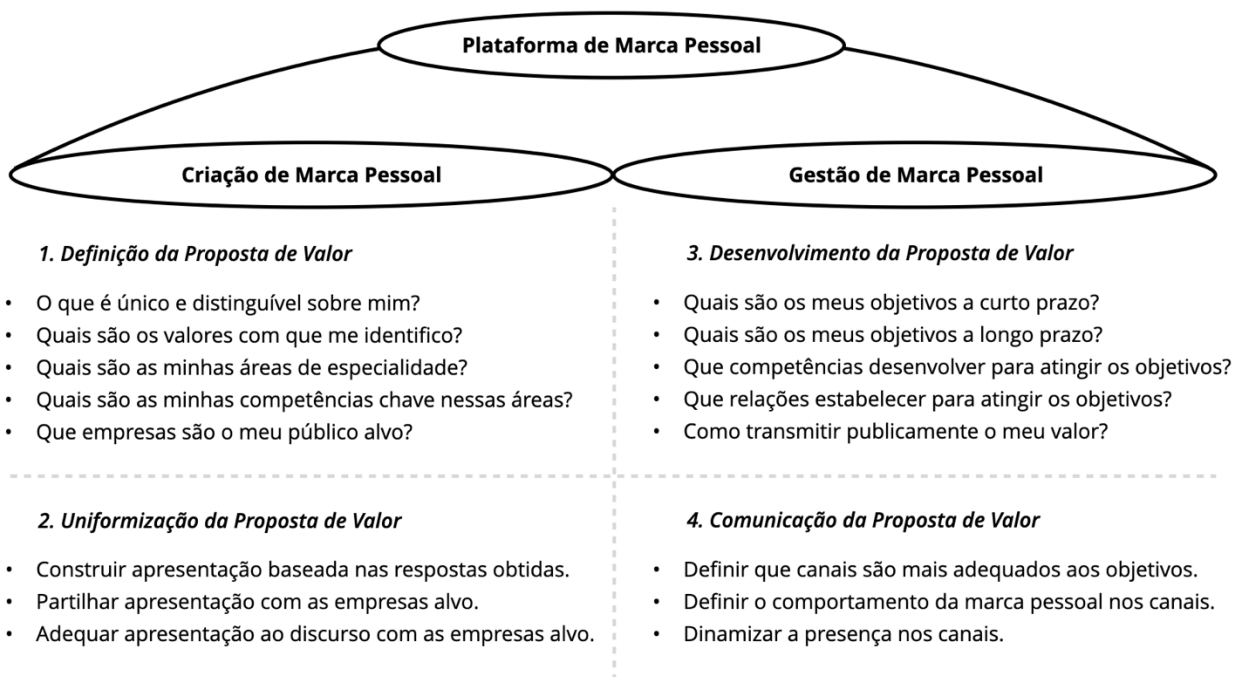 Plataforma de Marca Pessoal
Criação de Marca Pessoal
Gestão de Marca Pessoal
1. Definição da Proposta de Valor
• O que é único e distinguível sobre mim?
• Quais são os valores com que me identifico?
• Quais são as minhas áreas de especialidade?
• Quais são as minhas competências chave nessas áreas?
• Que empresas são o meu público alvo?
2. Uniformização da Proposta de Valor
• Construir apresentação baseada nas respostas obtidas.
• Partilhar apresentação com as empresas alvo.
• Adequar apresentação ao discurso com as empresas alvo.
3. Desenvolvimento da Proposta de Valor
• Quais são os meus objetivos a curto prazo?
• Quais são os meus objetivos a longo prazo?
• Que competências desenvolver para atingir os objetivos?
• Que relações estabelecer para atingir os objetivos?
• Como transmitir publicamente o meu valor?
4. Comunicação da Proposta de Valor
• Definir que canais são mais adequados aos objetivos.
• Definir o comportamento da marca pessoal nos canais.
• Dinamizar a presença nos canais.